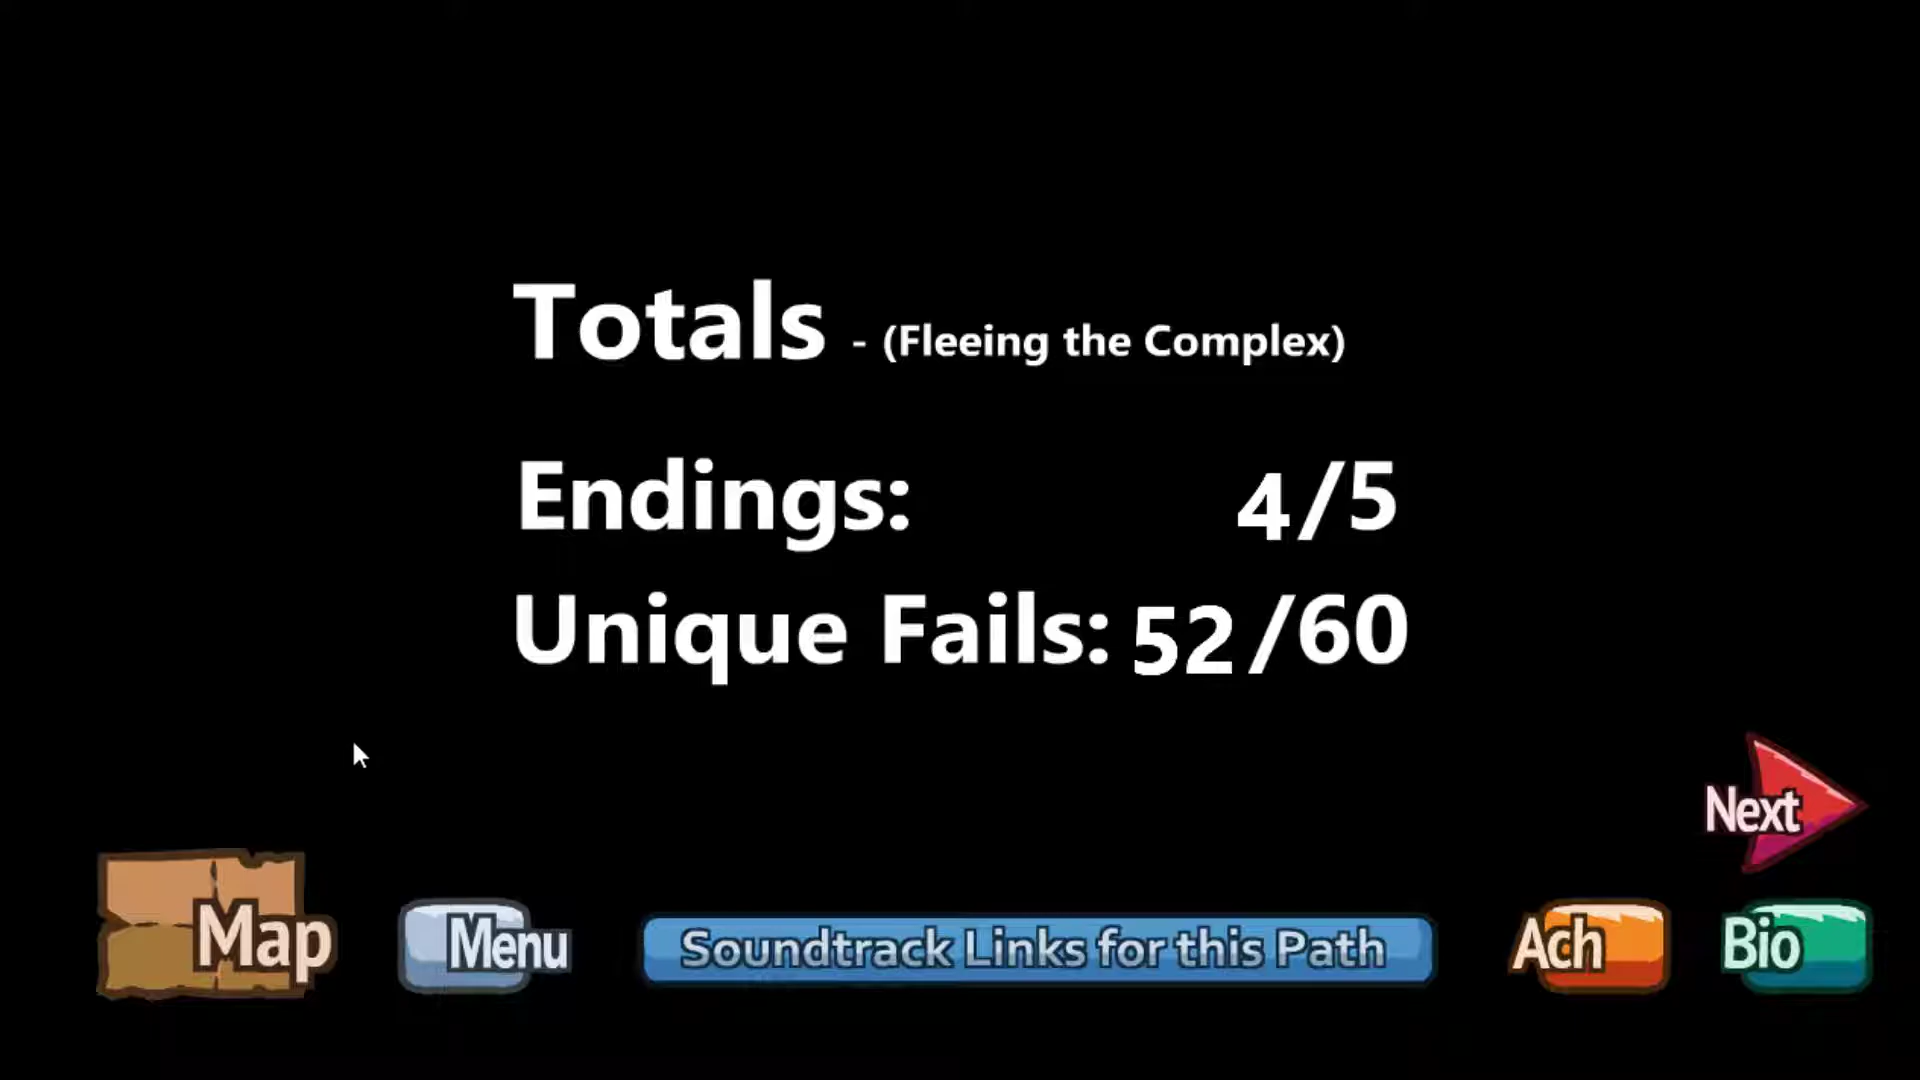 Totals - (Fleeing the Complex)
Endings: 4/5
Unique Fails: 52/60
Next
Map
Menu
Soundtrack Links for this Path
Ach
Bio